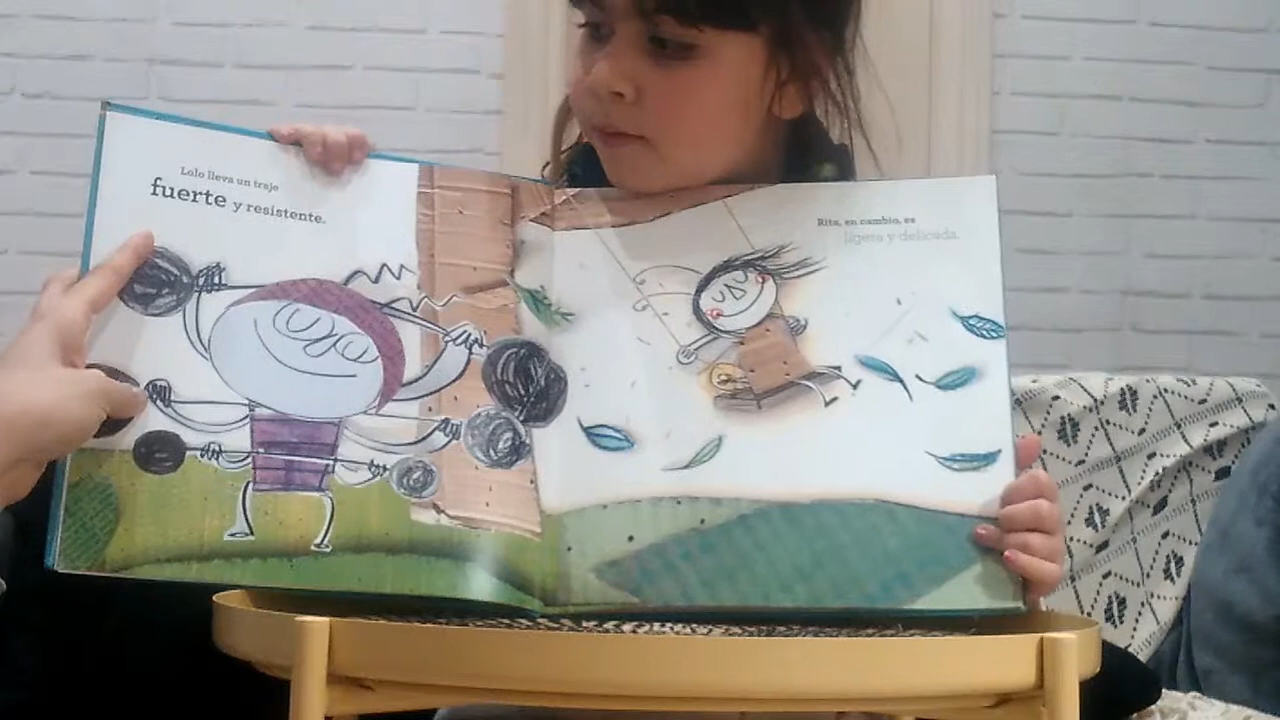 Lolo lleva un traje
fuerte y resistente.
Rita, en cambio, es
ligera y delicada.